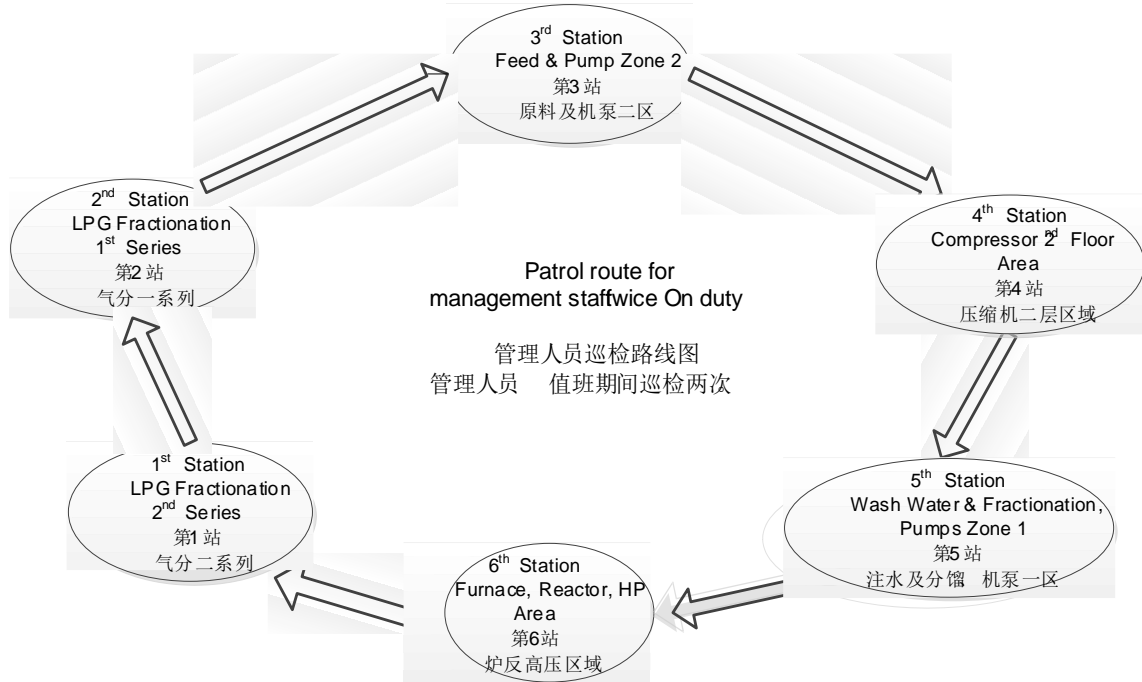 3rd Station
Feed & Pump Zone 2
第3站
原料及机泵二区
2nd Station
LPG Fractionation
1st Series
第2站
气分一系列
4th Station
Compressor 2nd Floor
Area
第4站
压缩机二层区域
Patrol route for
management staffwice On duty
管理人员巡检路线图
管理人员 值班期间巡检两次
1st Station
LPG Fractionation
2nd Series
第1站
气分二系列
5th Station
Wash Water & Fractionation,
Pumps Zone 1
第5站
注水及分馏、机泵一区
6th Station
Furnace, Reactor, HP
Area
第6站
炉反高压区域